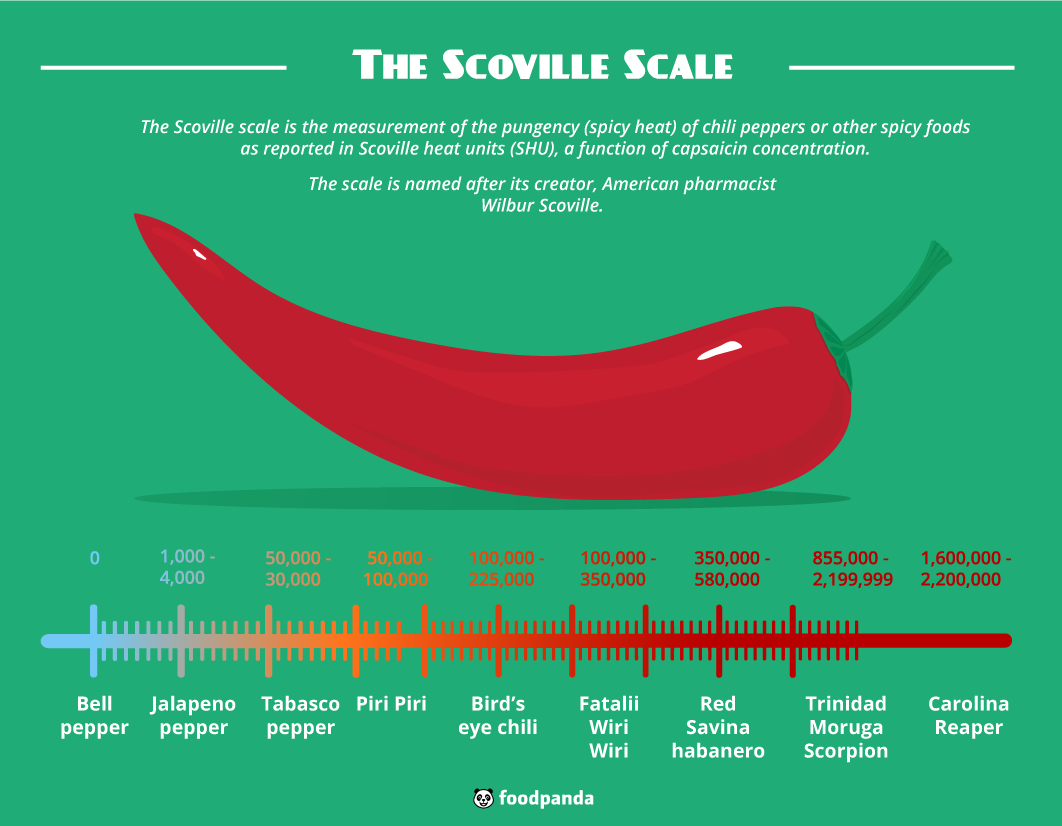 The Scoville Scale
The Scoville scale is the measurement of the pungency (spicy heat) of chili peppers or other spicy foods
as reported in Scoville heat units (SHU), a function of capsaicin concentration.
The scale is named after its creator, American pharmacist
Wilbur Scoville.
0
1,000 -
4,000
50,000 -
30,000
50,000 -
100,000
100,000 -
225,000
100,000 -
350,000
350,000 -
580,000
855,000 -
2,199,999
1,600,000 -
2,200,000
Bell
pepper
Jalapeno
pepper
Tabasco
pepper
Piri Piri
Bird's
eye chili
Fatalii
Wiri
Wiri
Red
Savina
habanero
Trinidad
Moruga
Scorpion
Carolina
Reaper
foodpanda